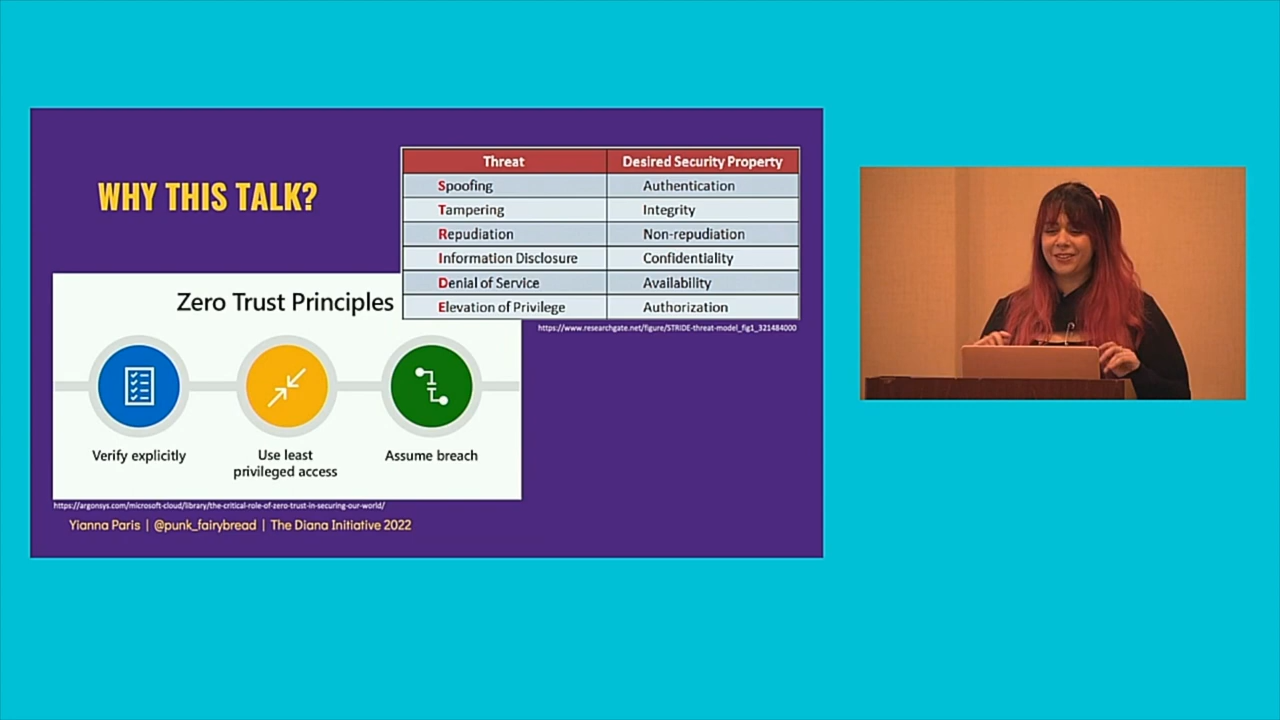 WHY THIS TALK?
Threat Desired Security Property
Spoofing Authentication
Tampering Integrity
Repudiation Non-repudiation
Information Disclosure Confidentiality
Denial of Service Availability
Elevation of Privilege Authorization
https://www.researchgate.net/figure/STRIDE-threat-model_fig1_321484000
Zero Trust Principles
Verify explicitly
Use least
privileged access
Assume breach
https://argonsys.com/microsoft-cloud/library/the-critical-role-of-zero-trust-in-securing-our-world/
Yianna Paris | @punk_fairybread | The Diana Initiative 2022